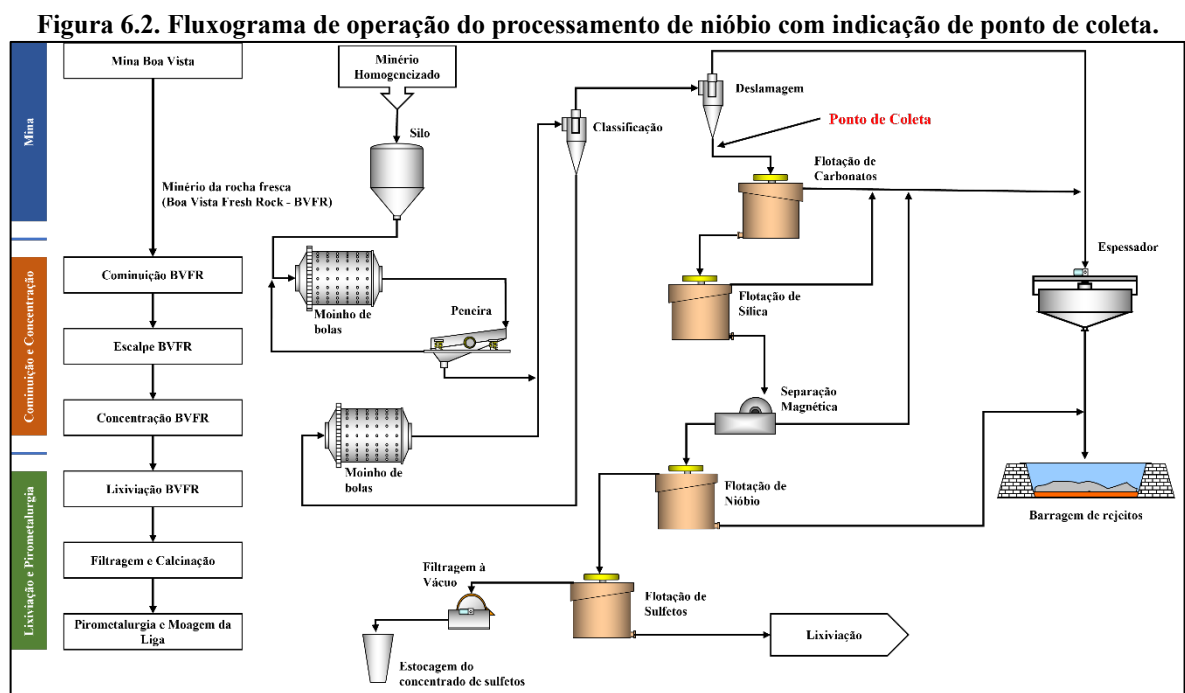 Figura 6.2. Fluxograma de operação do processamento de nióbio com indicação de ponto de coleta.
Mina
Cominuição e Concentração
Lixiviação e Pirometalurgia
Mina Boa Vista
Minério da rocha fresca
(Boa Vista Fresh Rock - BVFR)
Cominuição BVFR
Escalpe BVFR
Concentração BVFR
Lixiviação BVFR
Filtragem e Calcinação
Pirometalurgia e Moagem da
Liga
Minério
Homogeneizado
Silo
Moinho de
bolas
Peneira
Moinho de
bolas
Classificação
Deslamagem
Ponto de Coleta
Flotação de
Carbonatos
Flotação de
Sílica
Separação
Magnética
Flotação de
Nióbio
Espessador
Barragem de rejeitos
Filtragem à
Vácuo
Flotação de
Sulfetos
Lixiviação
Estocagem do
concentrado de sulfetos